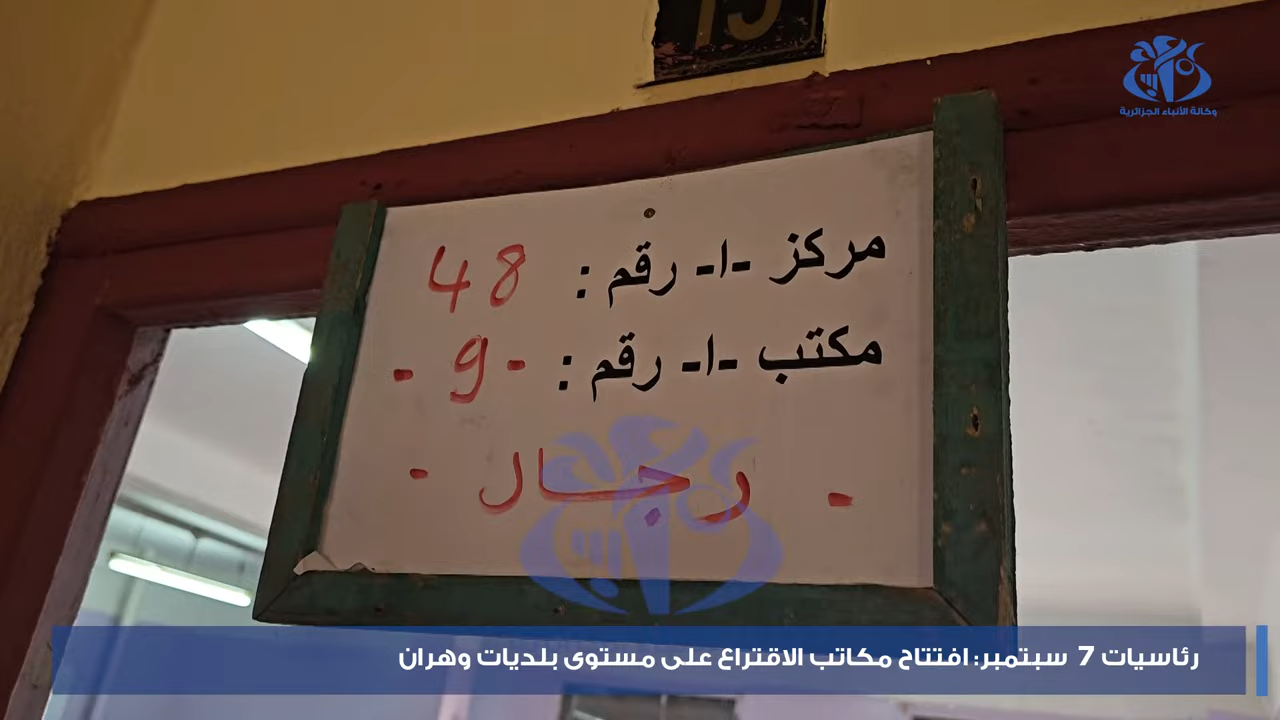 15
وكالة الأنباء الجزائرية
مركز -ا- رقم : 48
مكتب -ا- رقم : - 9 -
- رجال -
رئاسيات 7 سبتمبر: افتتاح مكاتب الاقتراع على مستوى بلديات وهران